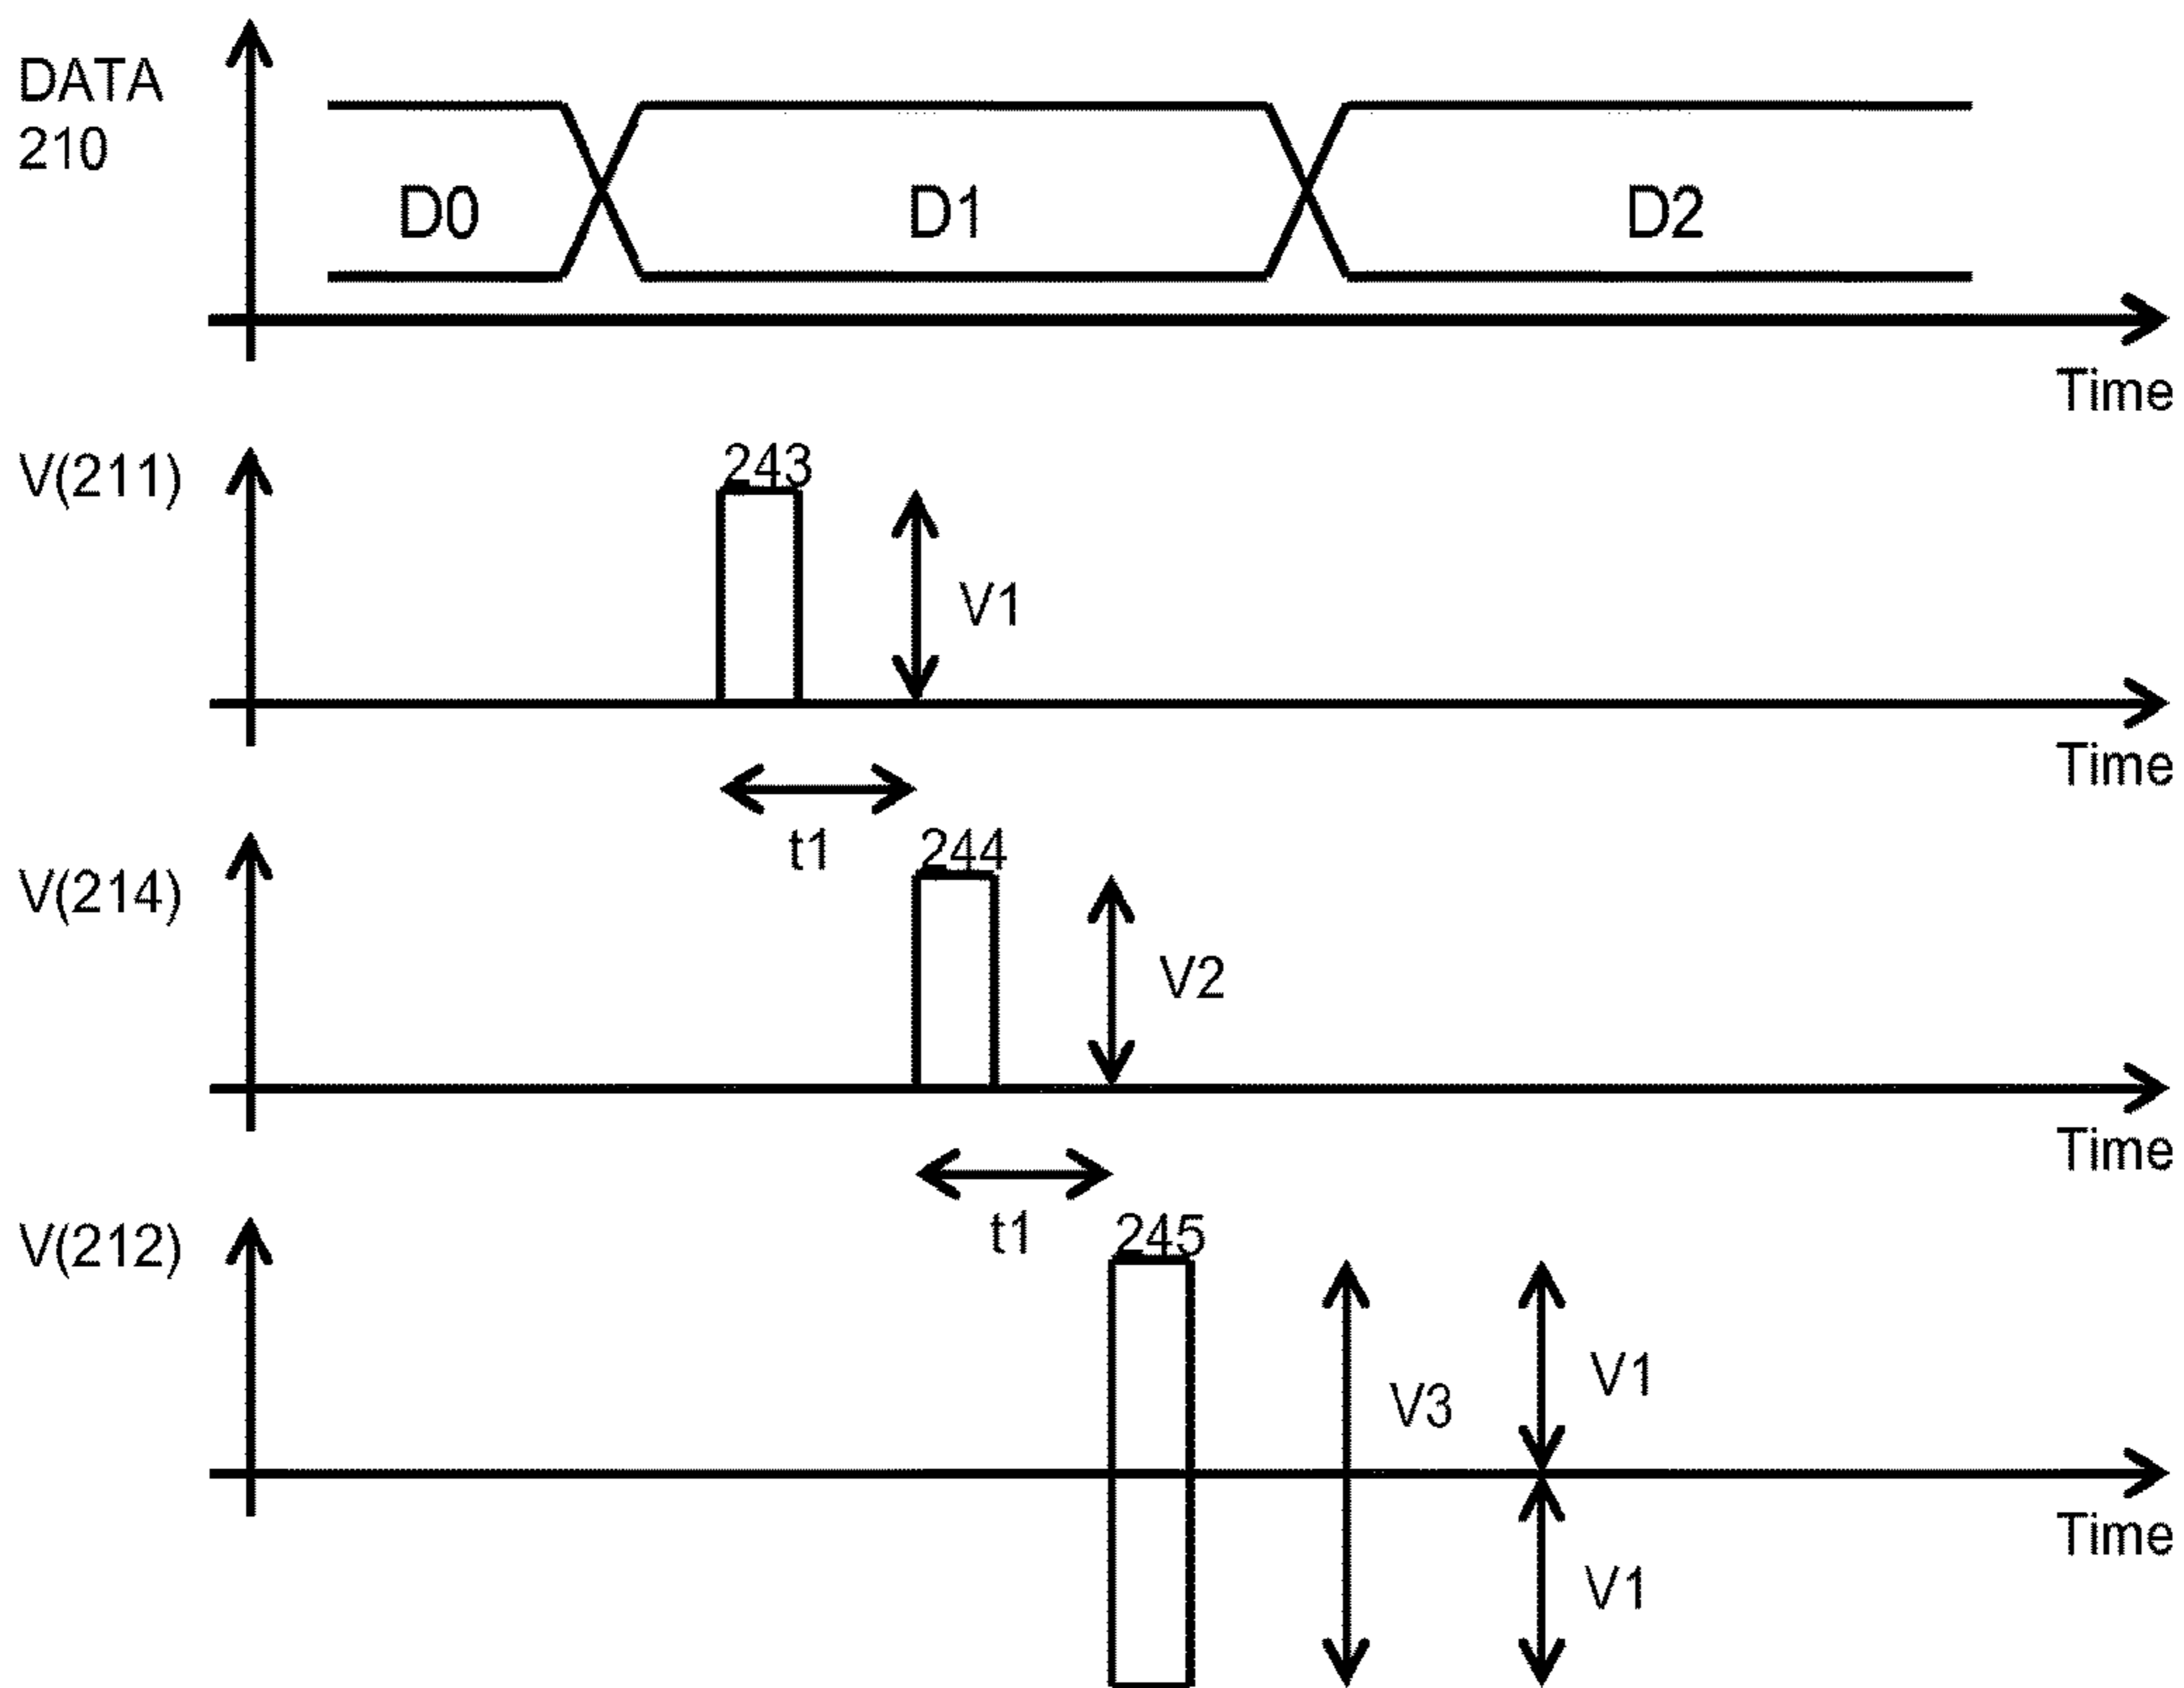 DATA
210
D0
D1
D2
Time
V(211)
243
V1
Time
t1
V(214)
244
V2
Time
t1
V(212)
245
V3
V1
Time
V1